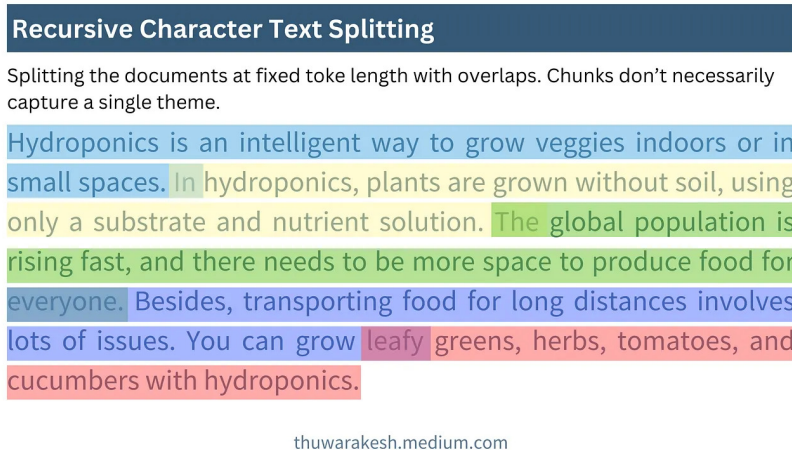 Recursive Character Text Splitting
Splitting the documents at fixed toke length with overlaps. Chunks don’t necessarily
capture a single theme.
Hydroponics is an intelligent way to grow veggies indoors or in
small spaces. In hydroponics, plants are grown without soil, using
only a substrate and nutrient solution. The global population is
rising fast, and there needs to be more space to produce food for
everyone. Besides, transporting food for long distances involves
lots of issues. You can grow leafy greens, herbs, tomatoes, and
cucumbers with hydroponics.
thuwarakesh.medium.com